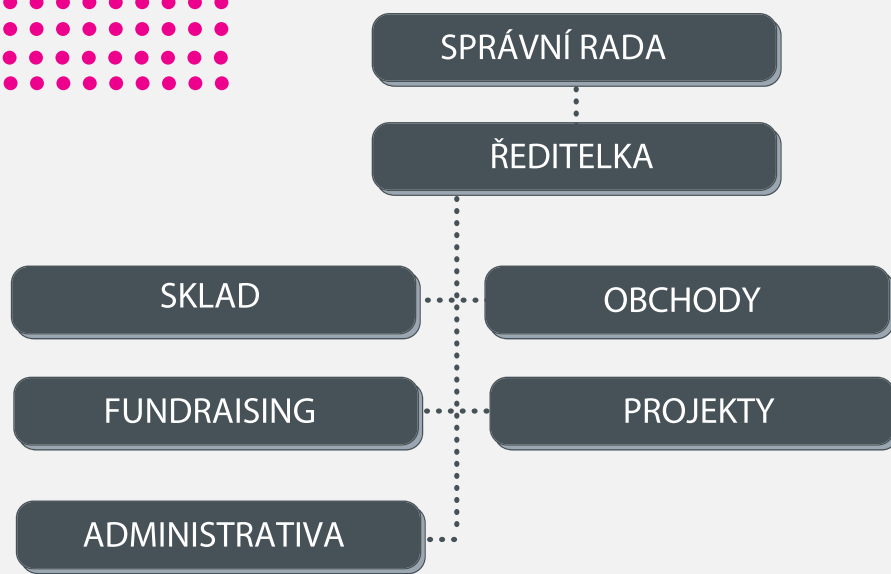 SPRÁVNÍ RADA
ŘEDITELKA
SKLAD
OBCHODY
FUNDRAISING
PROJEKTY
ADMINISTRATIVA